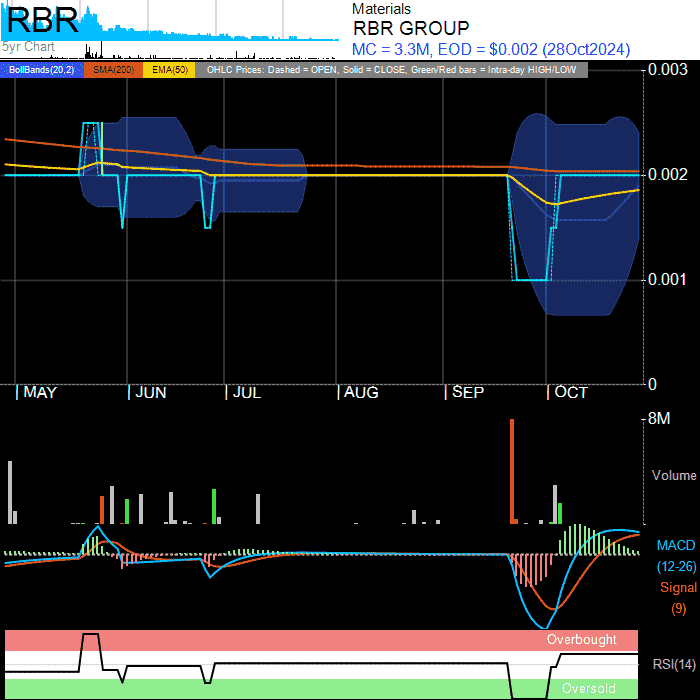 RBR
5yr Chart
Materials
RBR GROUP
MC = 3.3M, EOD = $0.002 (28Oct2024)
BollBands(20,2) SMA(200) EMA(50) OHLC Prices: Dashed = OPEN, Solid = CLOSE, Green/Red bars = Intra-day HIGH/LOW
0.003
0.002
0.001
0
MAY JUN JUL AUG SEP OCT
8M
Volume
MACD
(12-26)
Signal
(9)
Overbought
RSI(14)
Oversold